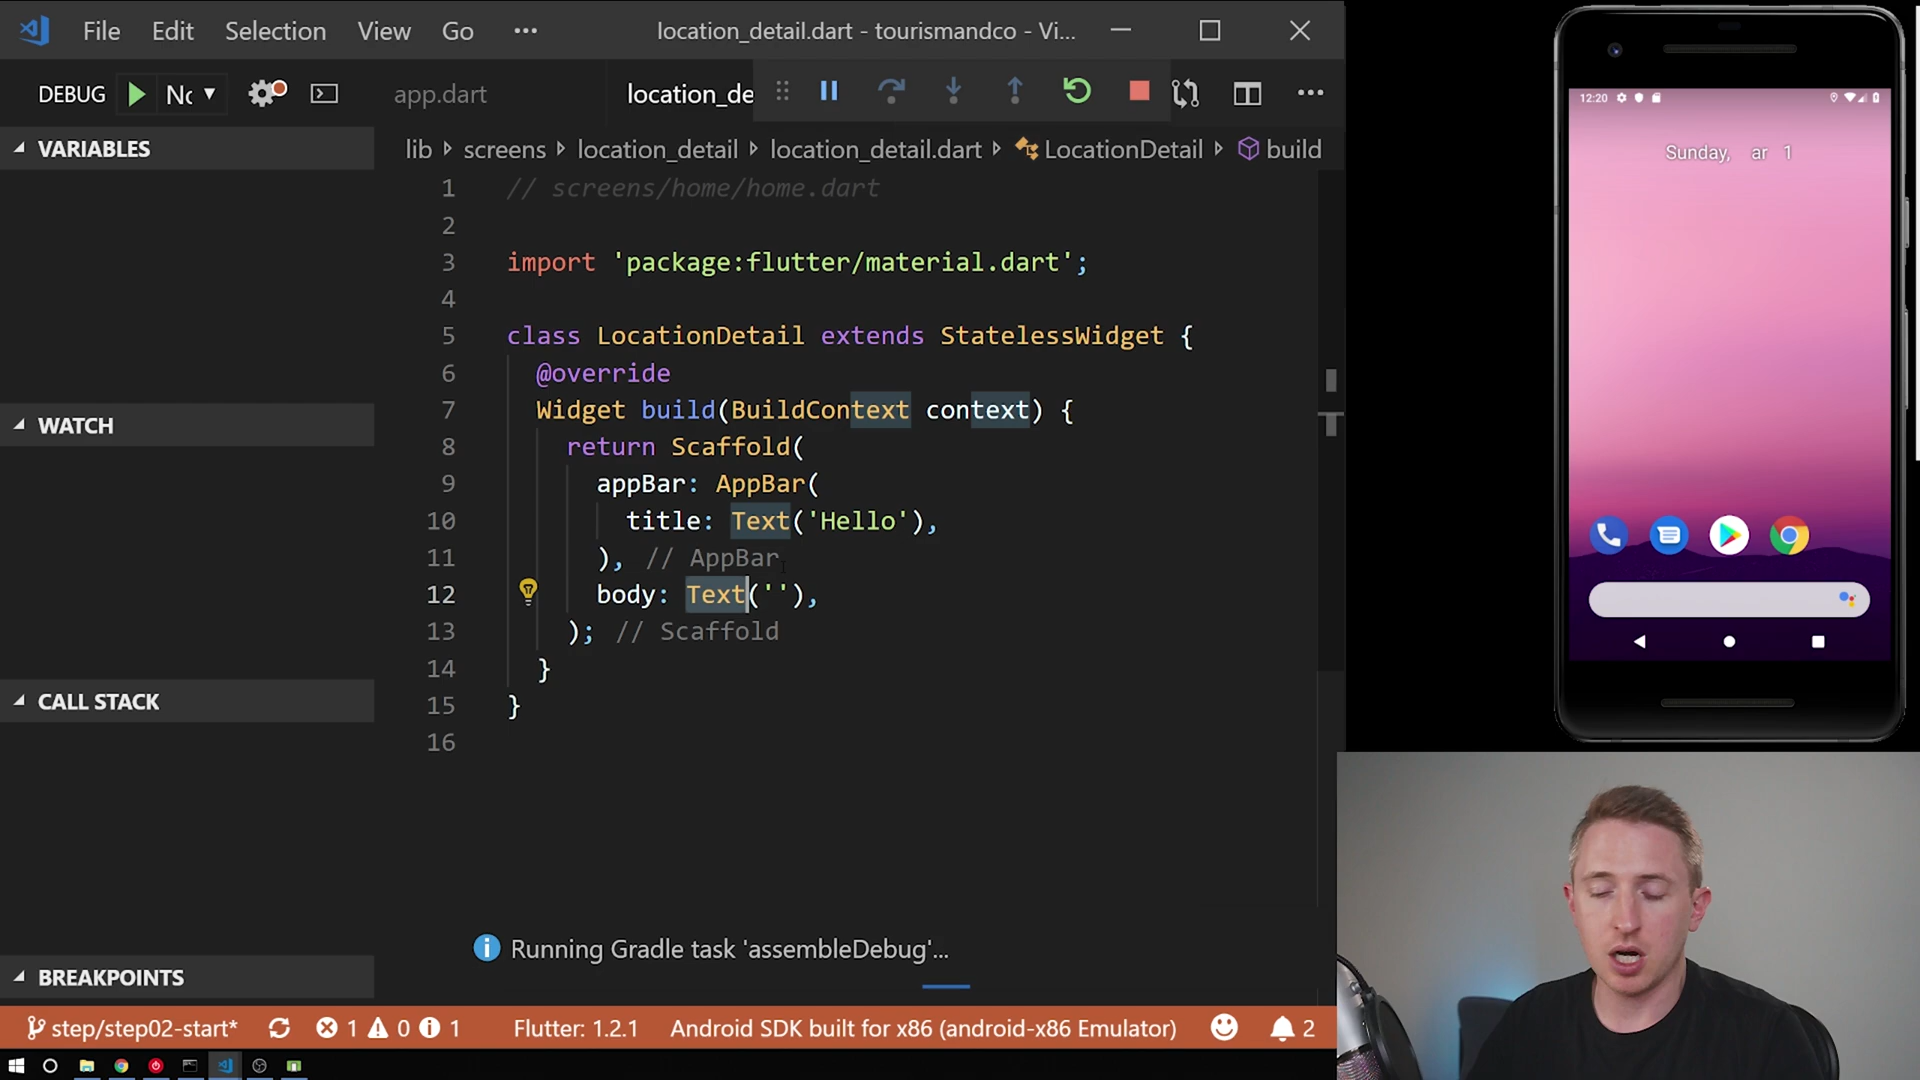 File Edit Selection View Go ••• location_detail.dart - tourismandco - Vi...
DEBUG Nc app.dart location_de
VARIABLES
WATCH
CALL STACK
BREAKPOINTS
lib screens location_detail location_detail.dart LocationDetail build
1 // screens/home/home.dart
2
3 import 'package:flutter/material.dart';
4
5 class LocationDetail extends StatelessWidget {
6 @override
7 Widget build(BuildContext context) {
8 return Scaffold(
9 appBar: AppBar(
10 title: Text('Hello'),
11 ), // AppBar
12 body: Text(''),
13 ); // Scaffold
14 }
15 }
16
Running Gradle task 'assembleDebug'...
step/step02-start* 1 0 1 Flutter: 1.2.1 Android SDK built for x86 (android-x86 Emulator) 2
12:20
Sunday, ar 1